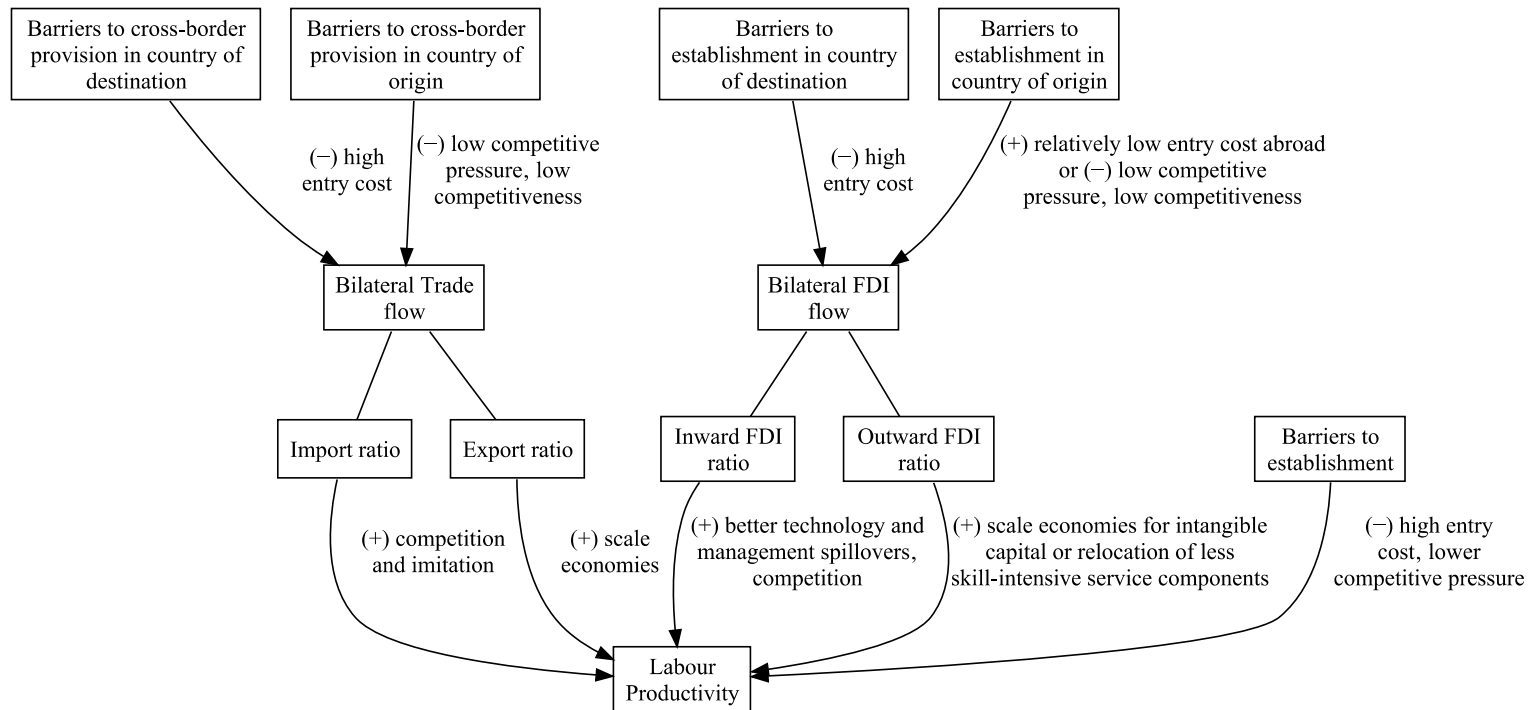 Barriers to cross-border
provision in country of
destination
Barriers to cross-border
provision in country of
origin
Barriers to
establishment in country
of destination
Barriers to
establishment in
country of origin
(−) high
entry cost
(−) low competitive
pressure, low
competitiveness
(−) high
entry cost
(+) relatively low entry cost abroad
or (−) low competitive
pressure, low competitiveness
Bilateral Trade
flow
Bilateral FDI
flow
Import ratio
Export ratio
Inward FDI
ratio
Outward FDI
ratio
Barriers to
establishment
(+) competition
and imitation
(+) scale
economies
(+) better technology and
management spillovers,
competition
(+) scale economies for intangible
capital or relocation of less
skill-intensive service components
(−) high entry
cost, lower
competitive pressure
Labour
Productivity